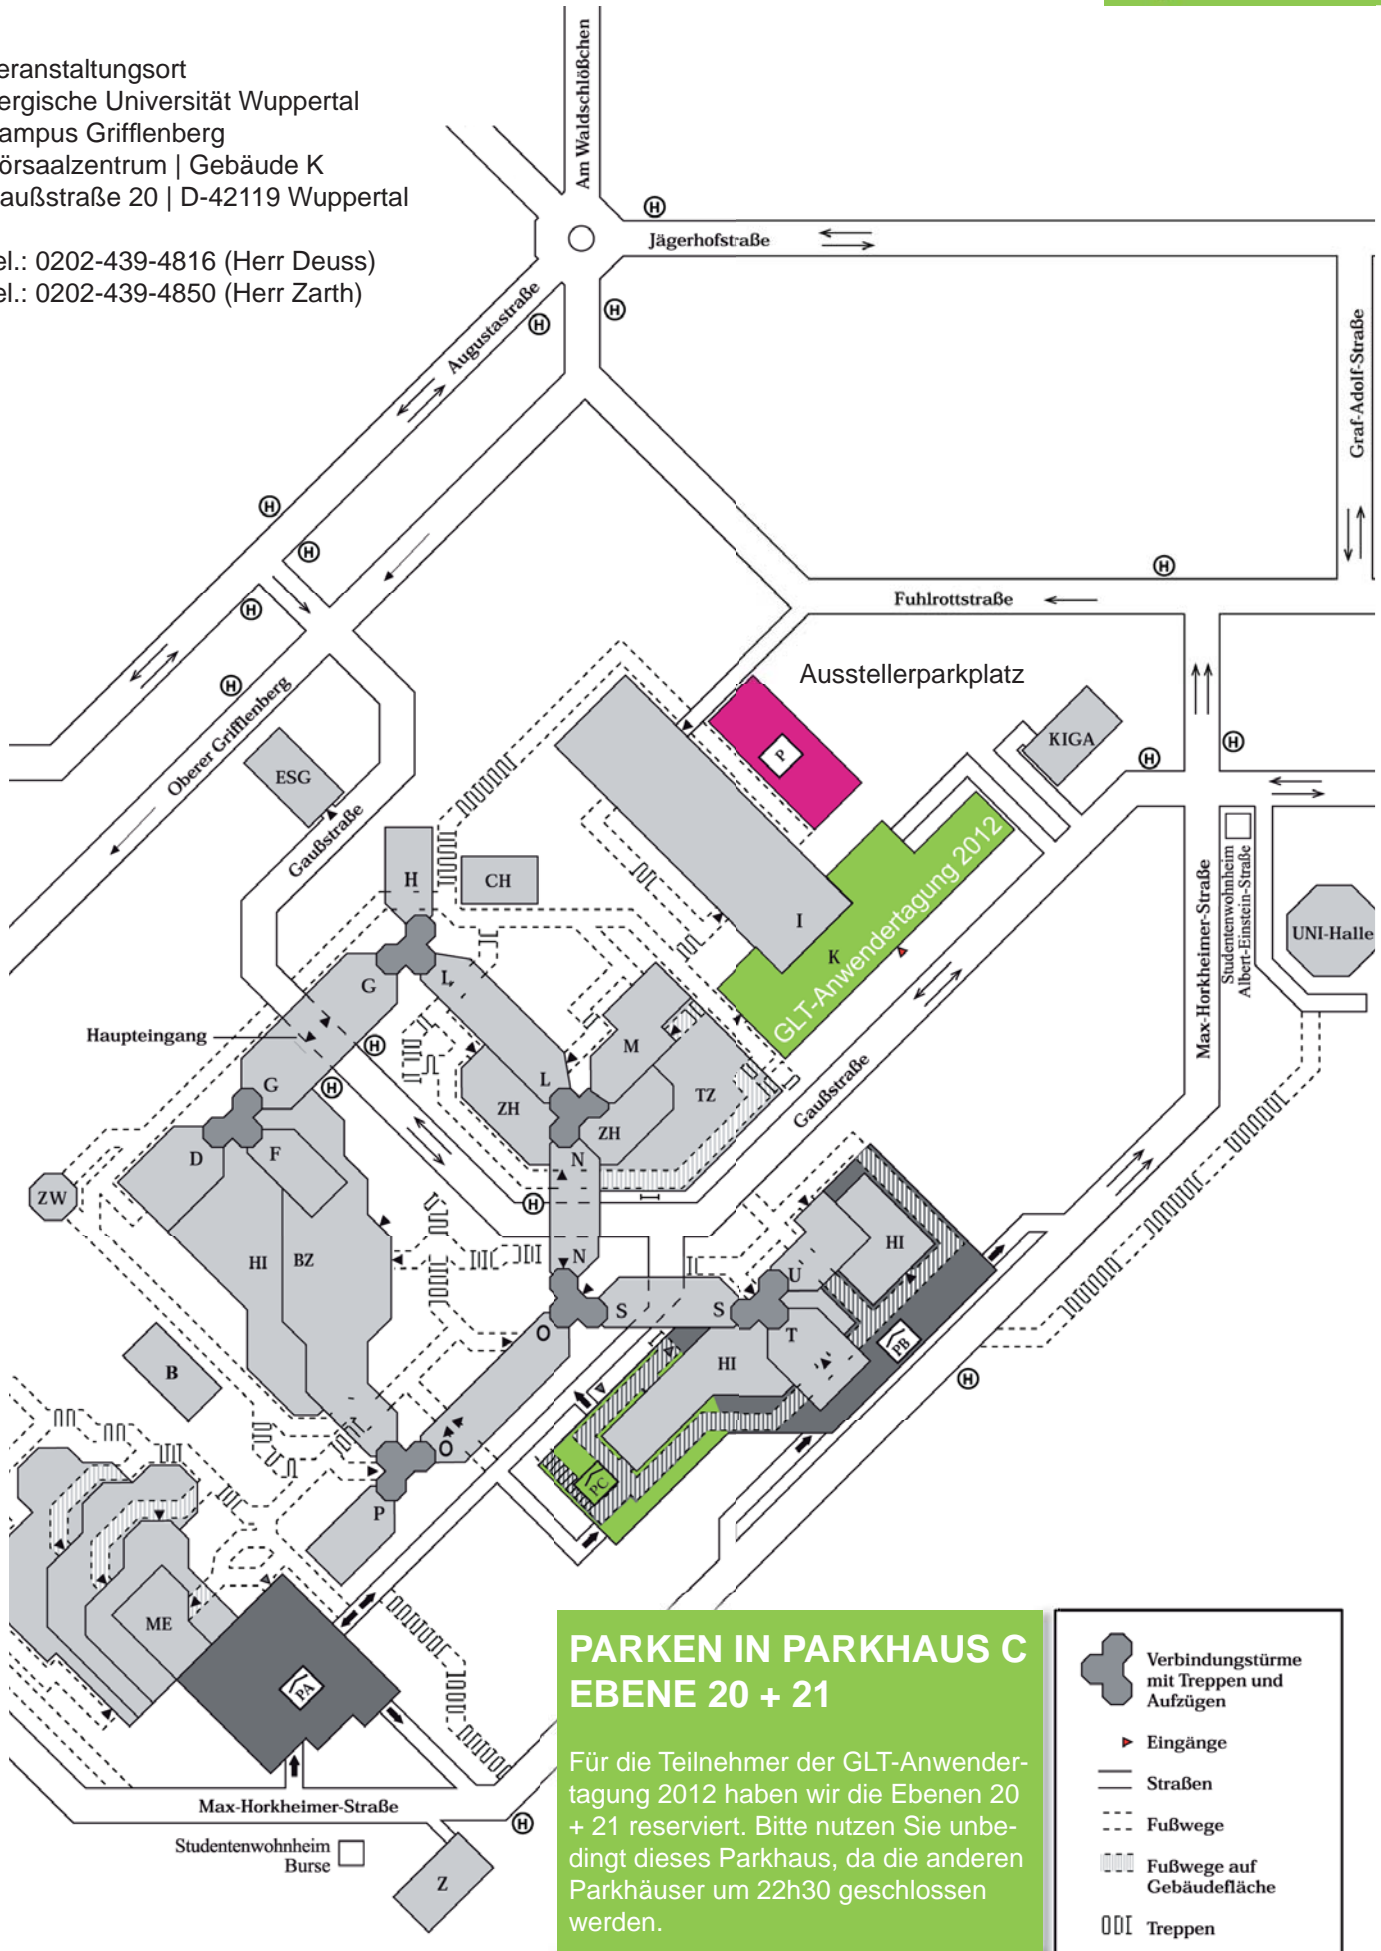 eranstaltungsort
ergische Universität Wuppertal
ampus Grifflenberg
örsaalzentrum | Gebäude K
außstraße 20 | D-42119 Wuppertal
el.: 0202-439-4816 (Herr Deuss)
el.: 0202-439-4850 (Herr Zarth)
Am Waldschlößchen
H
Jägerhofstraße
H
H
Augustastraße
Graf-Adolf-Straße
H
H
H
H
Fuhlrottstraße
H
Oberer Grifflenberg
Ausstellerparkplatz
P
KIGA
H
H
ESG
Gaußstraße
H
CH
I
K
GLT-Anwendertagung 2012
Max-Horkheimer-Straße
Studentenwohnheim
Albert-Einstein-Straße
UNI-Halle
G
L
Haupteingang
H
G
H
L
M
ZH
TZ
ZH
Gaußstraße
D
F
N
ZW
H
HI
BZ
N
HI
U
S
S
O
T
HI
PB
H
B
O
PC
P
ME
PA
Max-Horkheimer-Straße
H
Studentenwohnheim
Burse
Z
PARKEN IN PARKHAUS C
EBENE 20 + 21
Für die Teilnehmer der GLT-Anwender-
tagung 2012 haben wir die Ebenen 20
+ 21 reserviert. Bitte nutzen Sie unbe-
dingt dieses Parkhaus, da die anderen
Parkhäuser um 22h30 geschlossen
werden.
Verbindungstürme
mit Treppen und
Aufzügen
Eingänge
Straßen
Fußwege
Fußwege auf
Gebäudefläche
Treppen